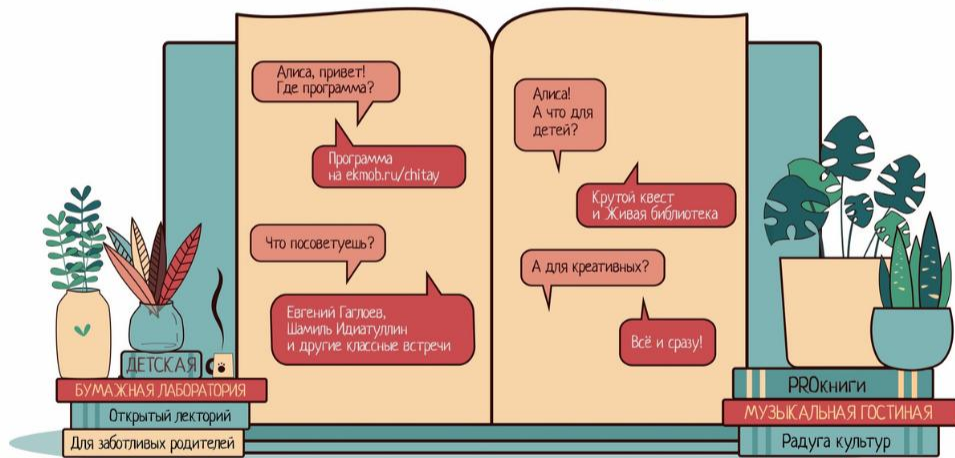 Алиса, привет!
Где программа?
Программа
на ekmob.ru/chitay
Что посоветуешь?
Евгений Гаглоев,
Шамиль Идиатуллин
и другие классные встречи
Алиса!
А что для
детей?
Крутой квест
и Живая библиотека
А для креативных?
Всё и сразу!
ДЕТСКАЯ
БУМАЖНАЯ ЛАБОРАТОРИЯ
Открытый лекторий
Для заботливых родителей
PROкниги
МУЗЫКАЛЬНАЯ ГОСТИНАЯ
Радуга культур